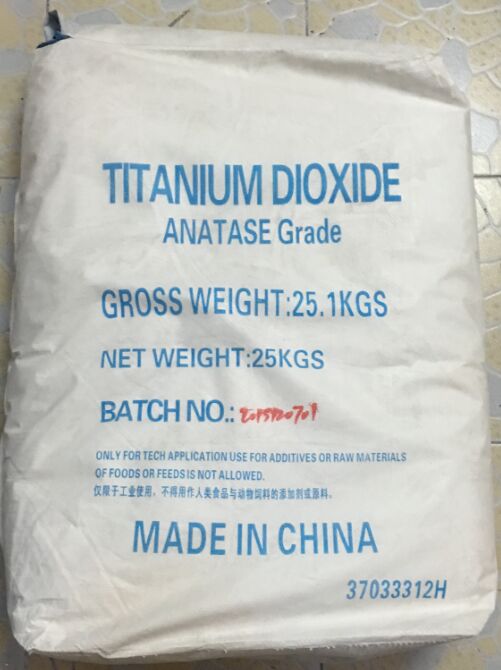 TITANIUM DIOXIDE
ANATASE Grade
GROSS WEIGHT:25.1KGS
NET WEIGHT:25KGS
BATCH NO.:
ONLY FOR TECH APPLICATION USE FOR ADDITIVES OR RAW MATERIALS
OF FOODS OR FEEDS IS NOT ALLOWED.
仅限于工业使用，不得用作人类食品与动物饲料的添加剂或原料。
MADE IN CHINA
37033312H